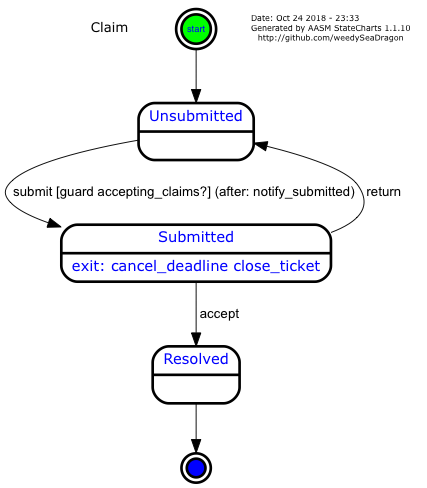 Claim
Date: Oct 24 2018 - 23:33
Generated by AASM StateCharts 1.1.10
http://github.com/weedySeaDragon
start
Unsubmitted
submit [guard accepting_claims?] (after: notify_submitted)
return
Submitted
exit: cancel_deadline close_ticket
accept
Resolved